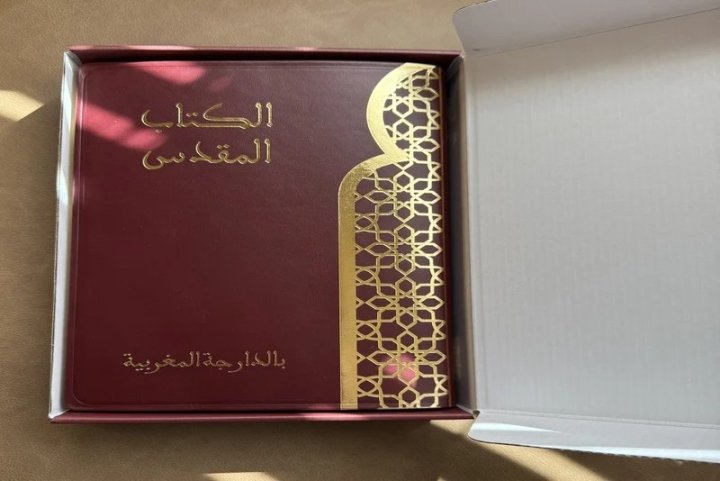 الكتاب
المقدس
بالدارجة المغربية